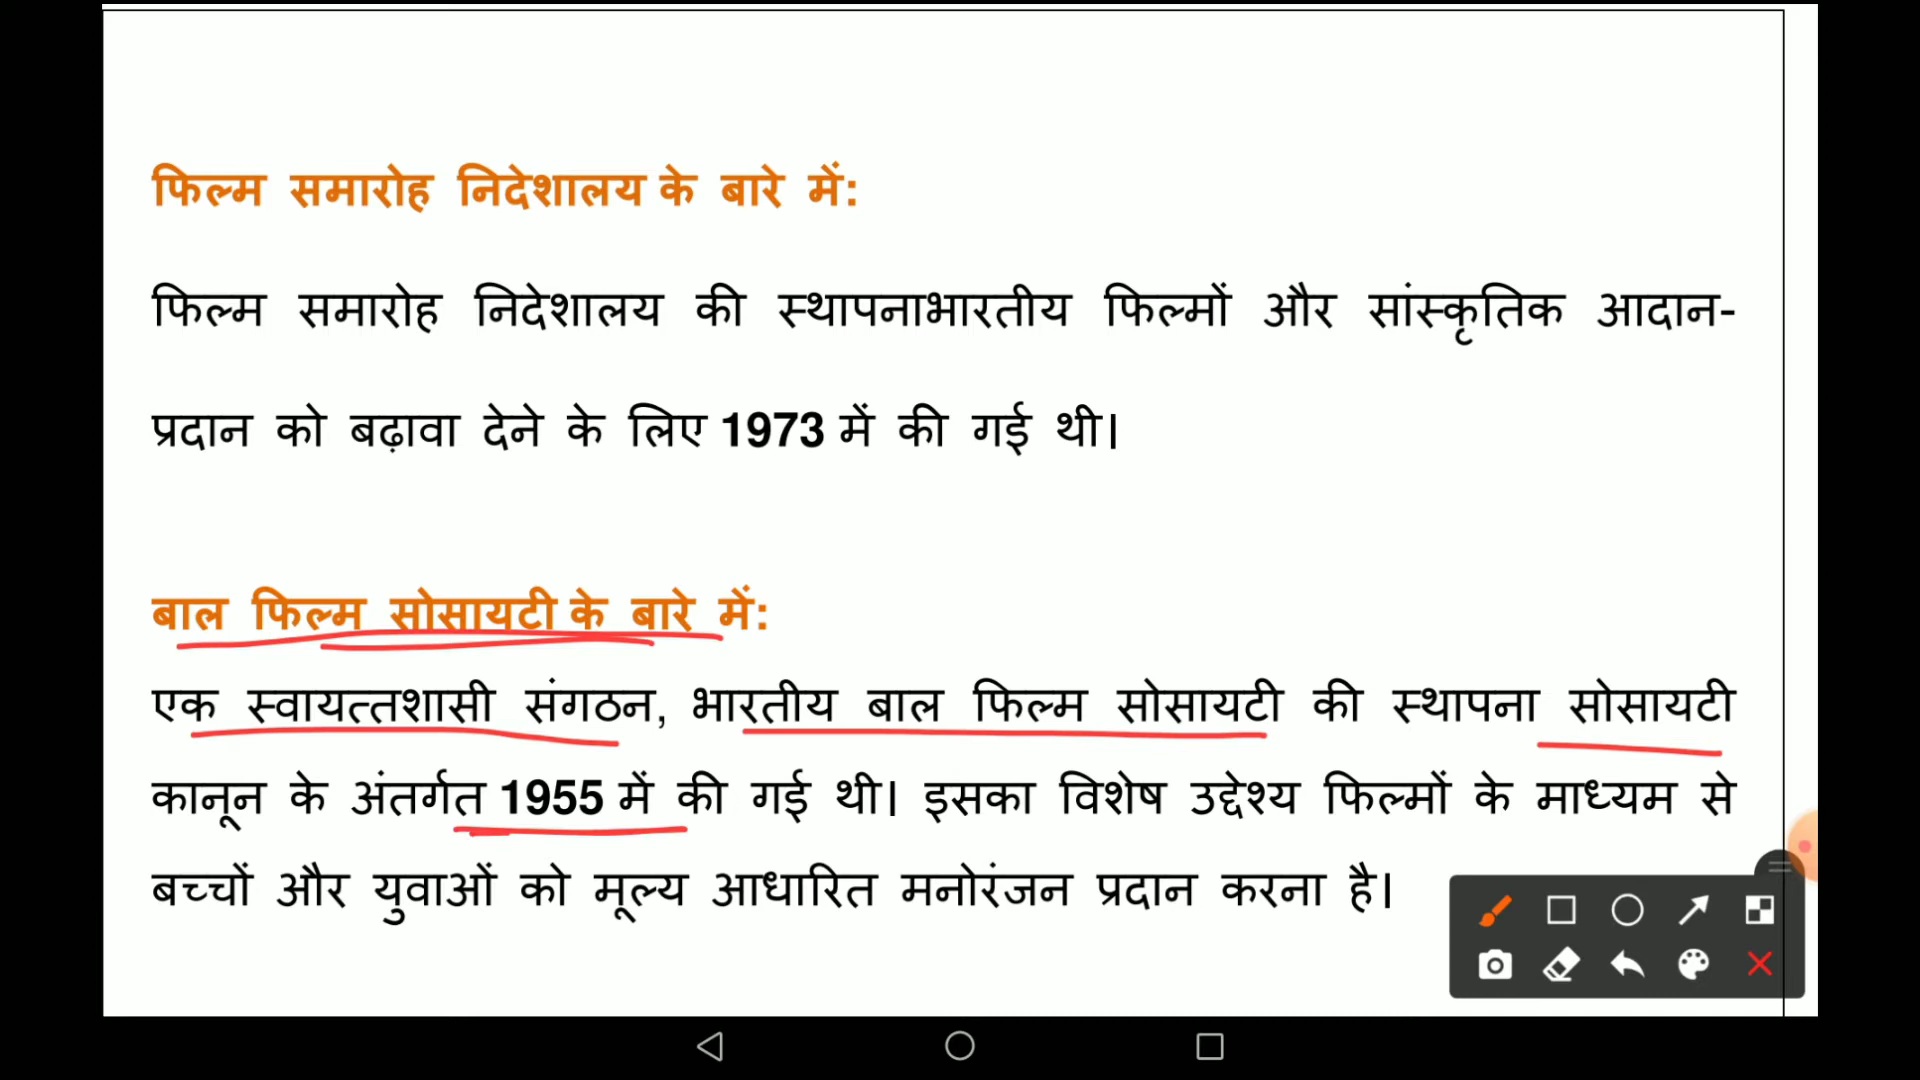 फिल्म समारोह निदेशालय के बारे में:
फिल्म समारोह निदेशालय की स्थापनाभारतीय फिल्मों और सांस्कृतिक आदान-
प्रदान को बढ़ावा देने के लिए 1973 में की गई थी।
बाल फिल्म सोसायटी के बारे में:
एक स्वायत्तशासी संगठन, भारतीय बाल फिल्म सोसायटी की स्थापना सोसायटी
कानून के अंतर्गत 1955 में की गई थी। इसका विशेष उद्देश्य फिल्मों के माध्यम से
बच्चों और युवाओं को मूल्य आधारित मनोरंजन प्रदान करना है।